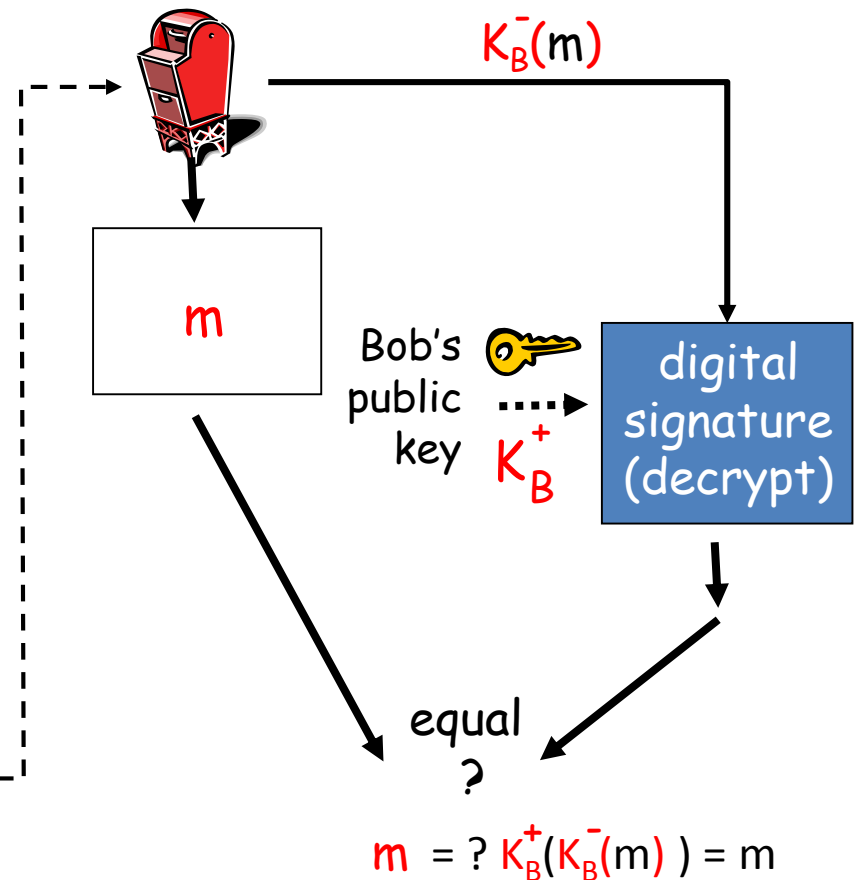 K_B^-(m)
m
Bob's
public
key
K_B^+
digital
signature
(decrypt)
equal
?
m = ? K_B^+(K_B^-(m) ) = m